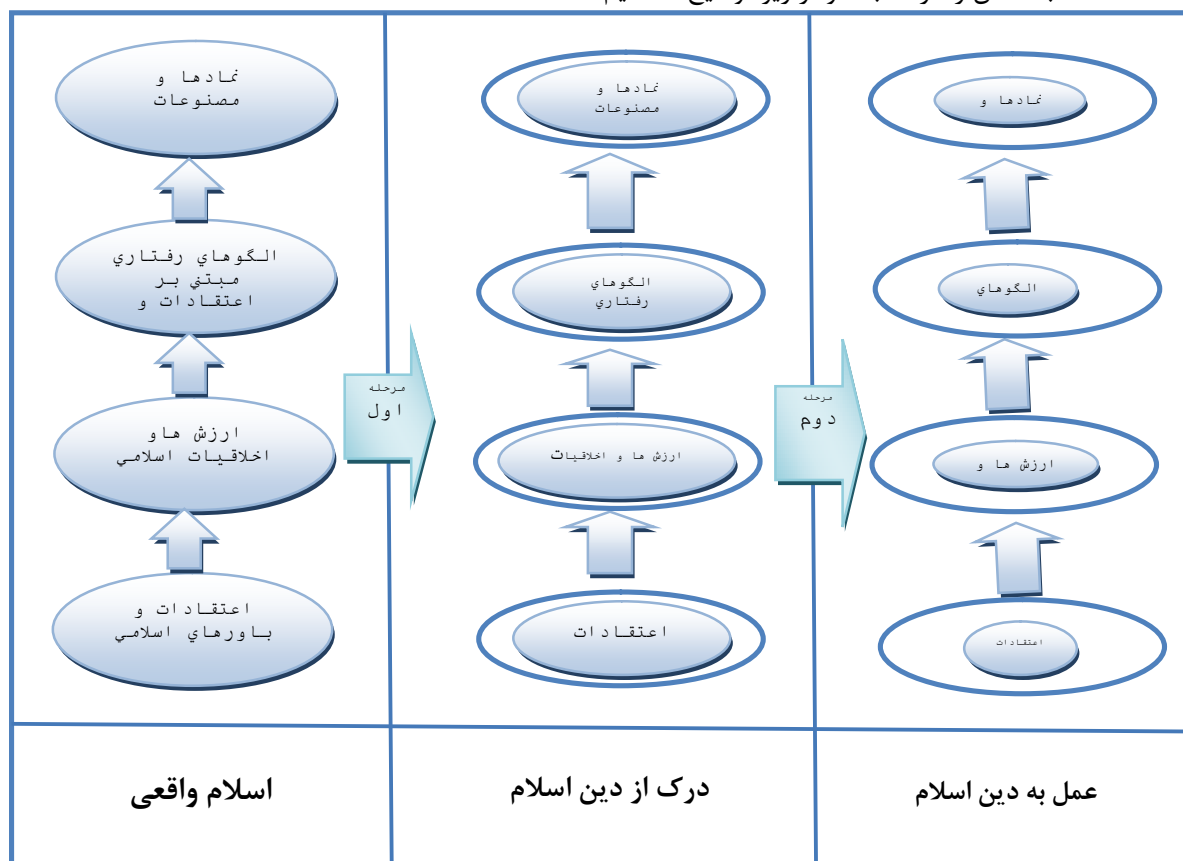 نمادها و
مصنوعات
الگوهاي رفتاري
مبتني بر
اعتقادات و
ارزش هاو
اخلاقيات اسلامي
اعتقادات و
باورهاي اسلامي
اسلام واقعی
مرحله
اول
نمادها و
مصنوعات
الگوهاي
رفتاري
ارزش ها و اخلاقيات
اعتقادات
درک از دین اسلام
مرحله
دوم
نمادها و
الگوهاي
ارزش ها و
اعتقادات
عمل به دین اسلام